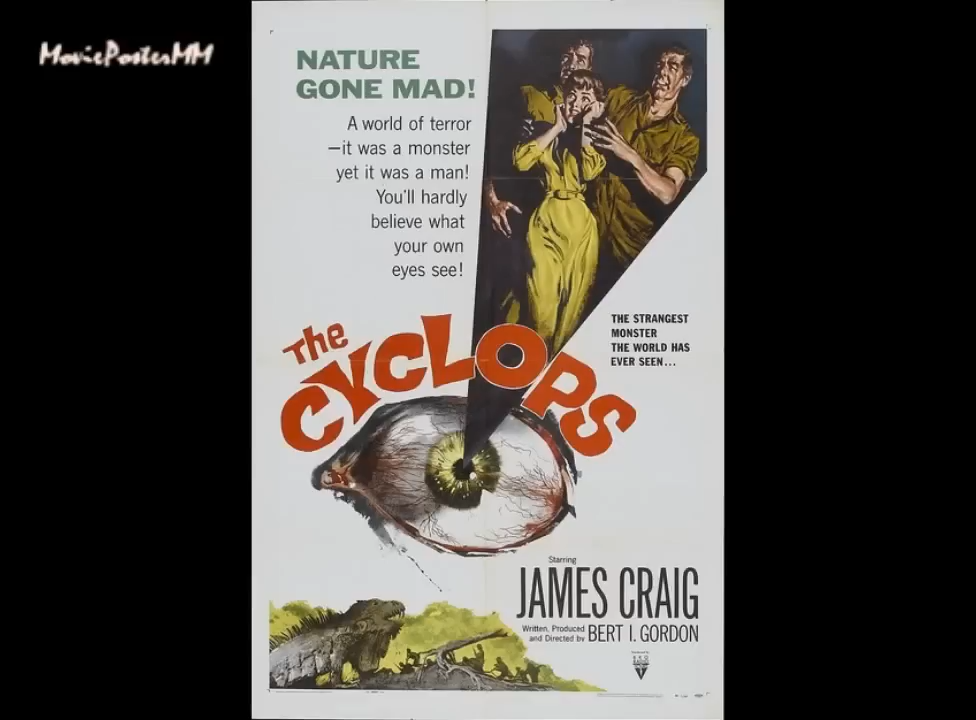 MoviePosterMM
NATURE
GONE MAD!
A world of terror
—it was a monster
yet it was a man!
You'll hardly
believe what
your own
eyes see!
THE STRANGEST
MONSTER
THE WORLD HAS
EVER SEEN...
The
CYCLOPS
Starring
JAMES CRAIG
Written, Produced
and Directed by BERT I. GORDON
RKO